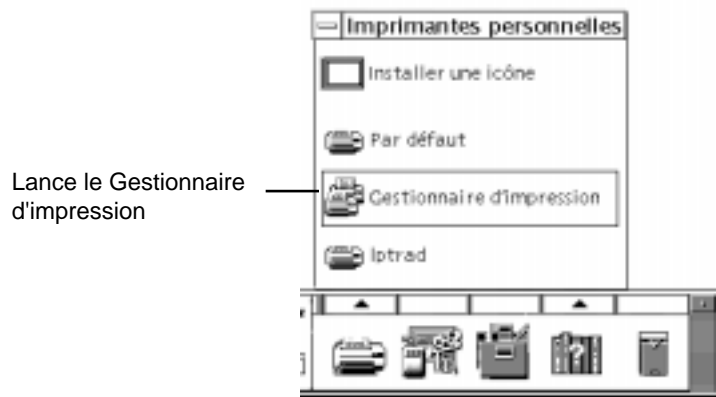 Imprimantes personnelles
Installer une icône
Par défaut
Lance le Gestionnaire
d'impression
Gestionnaire d'impression
lptrad